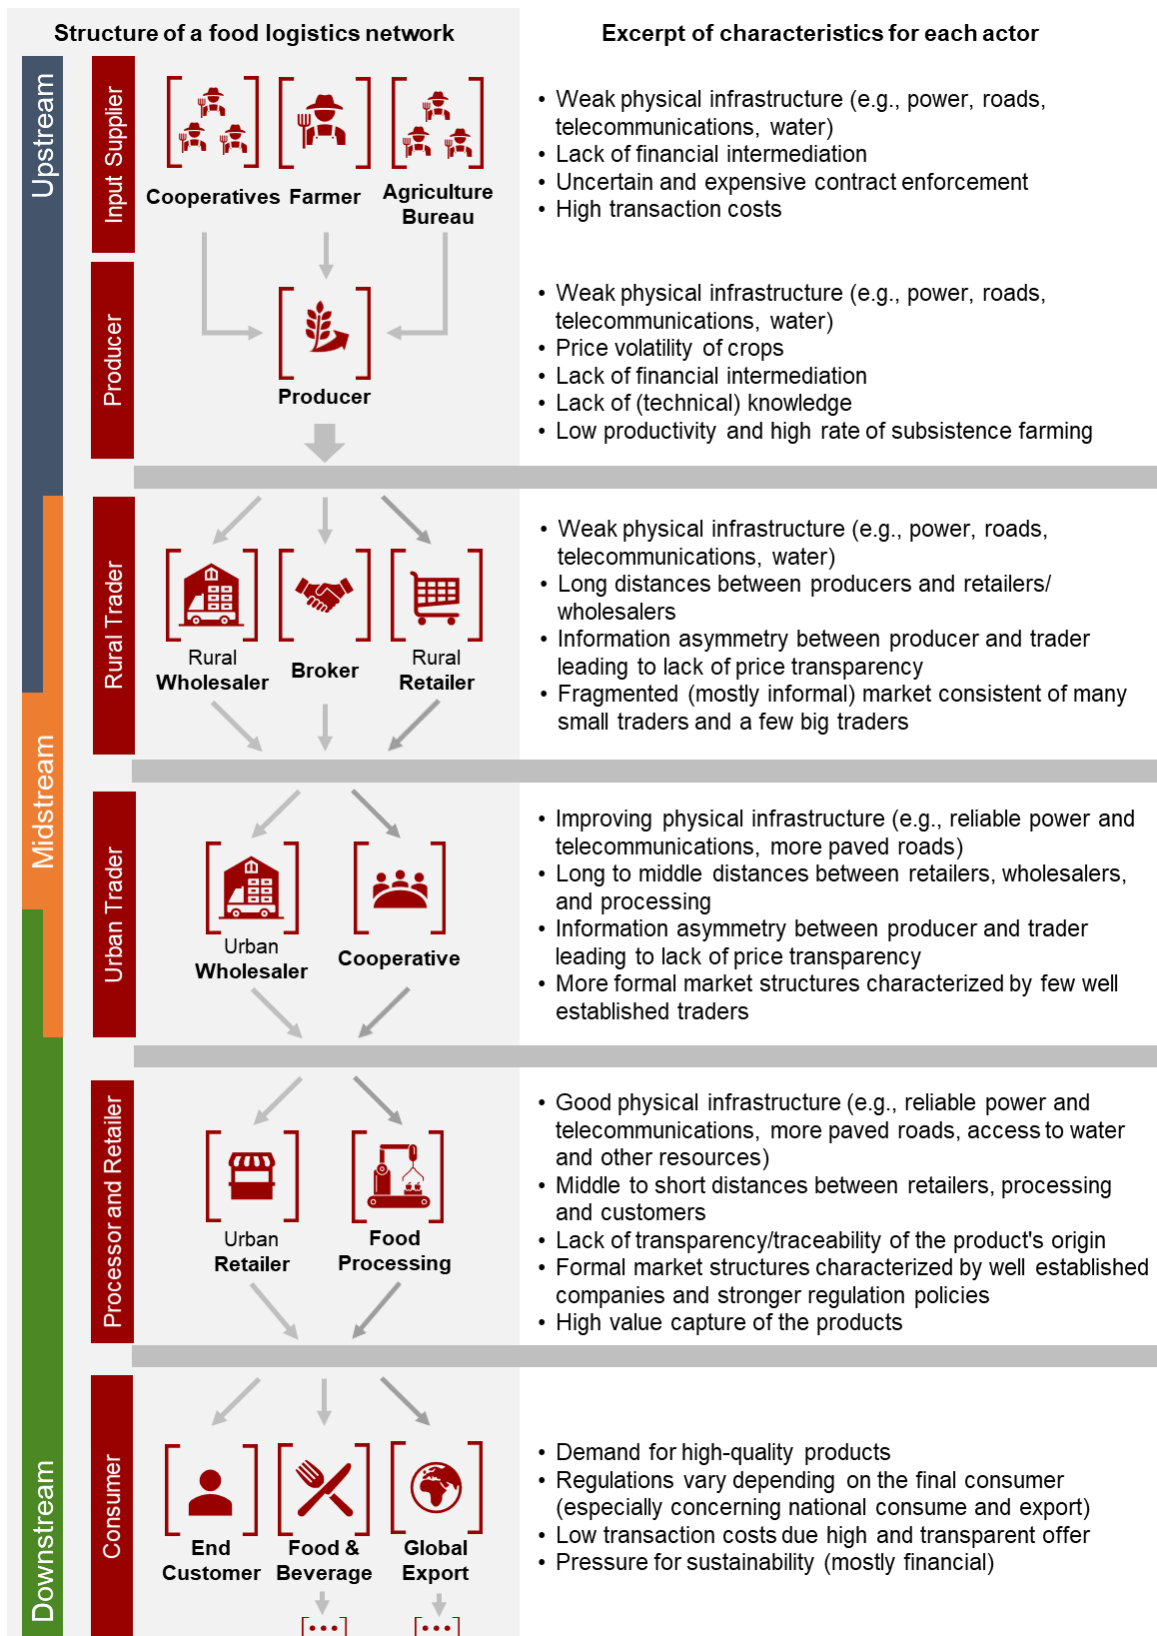 Structure of a food logistics network
Excerpt of characteristics for each actor
Upstream
Input Supplier
Cooperatives
Farmer
Agriculture
Bureau
• Weak physical infrastructure (e.g., power, roads,
telecommunications, water)
• Lack of financial intermediation
• Uncertain and expensive contract enforcement
• High transaction costs
Producer
Producer
• Weak physical infrastructure (e.g., power, roads,
telecommunications, water)
• Price volatility of crops
• Lack of financial intermediation
• Lack of (technical) knowledge
• Low productivity and high rate of subsistence farming
Midstream
Rural Trader
Rural
Wholesaler
Broker
Rural
Retailer
• Weak physical infrastructure (e.g., power, roads,
telecommunications, water)
• Long distances between producers and retailers/
wholesalers
• Information asymmetry between producer and trader
leading to lack of price transparency
• Fragmented (mostly informal) market consistent of many
small traders and a few big traders
Urban Trader
Urban
Wholesaler
Cooperative
• Improving physical infrastructure (e.g., reliable power and
telecommunications, more paved roads)
• Long to middle distances between retailers, wholesalers,
and processing
• Information asymmetry between producer and trader
leading to lack of price transparency
• More formal market structures characterized by few well
established traders
Downstream
Processor and Retailer
Urban
Retailer
Food
Processing
• Good physical infrastructure (e.g., reliable power and
telecommunications, more paved roads, access to water
and other resources)
• Middle to short distances between retailers, processing
and customers
• Lack of transparency/traceability of the product's origin
• Formal market structures characterized by well established
companies and stronger regulation policies
• High value capture of the products
Consumer
End
Customer
Food &
Beverage
Global
Export
[...]
[...]
• Demand for high-quality products
• Regulations vary depending on the final consumer
(especially concerning national consume and export)
• Low transaction costs due high and transparent offer
• Pressure for sustainability (mostly financial)